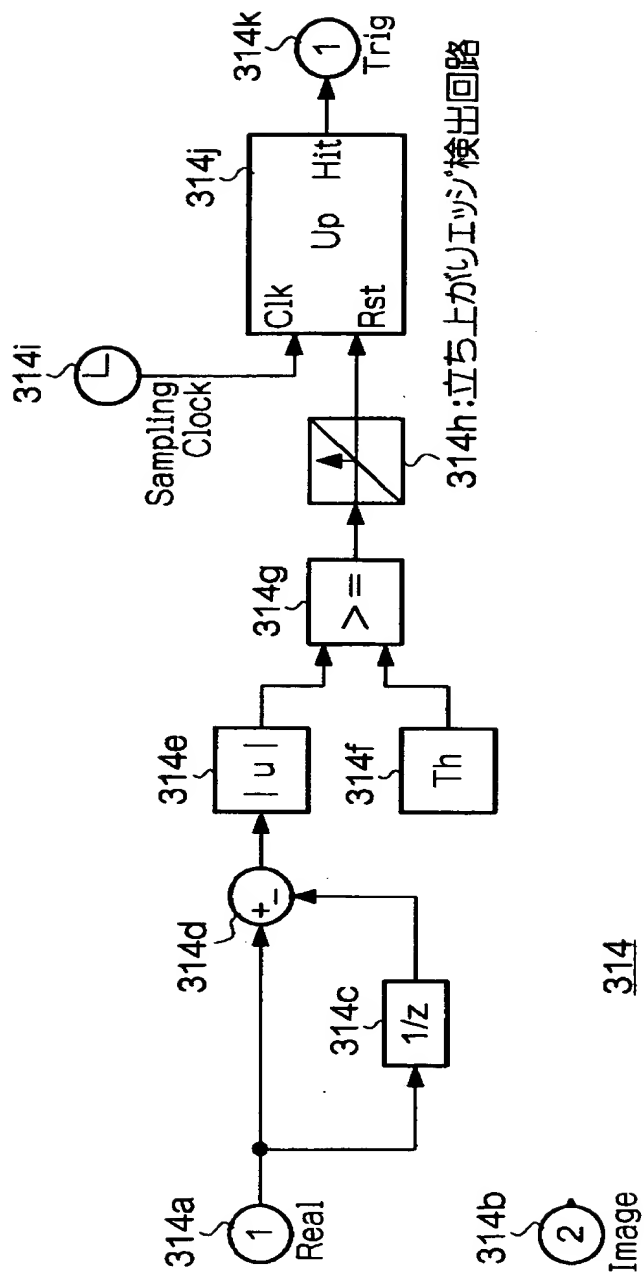 314a
1
Real
314b
2
Image
314c
1/z
314d
+
−
314e
|u|
314f
Th
314g
>=
314h:立ち上がりエッジ検出回路
314i
Sampling
Clock
314j
Clk
Up
Hit
Rst
314k
1
Trig
314